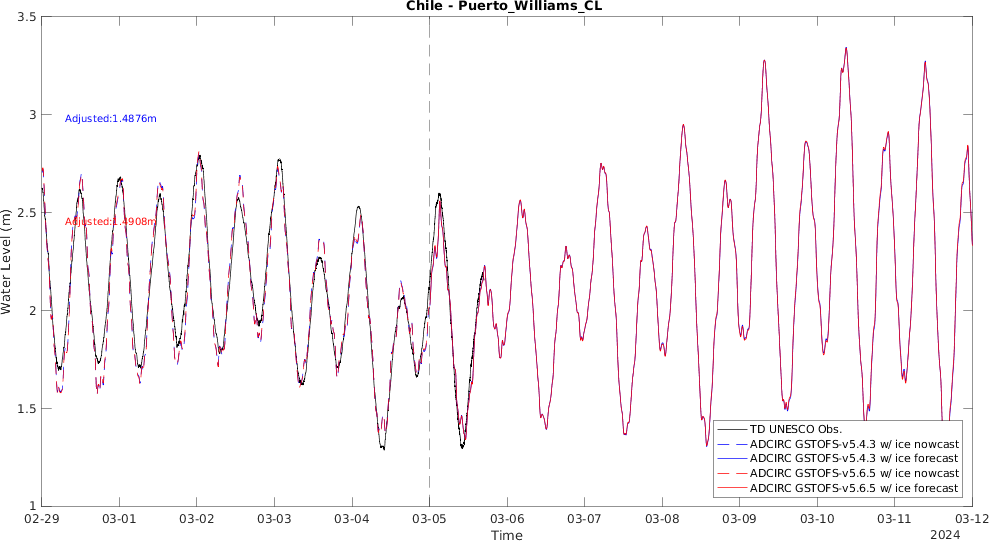 Chile - Puerto_Williams_CL
3.5
3
2.5
2
1.5
1
Water Level (m)
Adjusted:1.4876m
Adjusted:1.4908m
TD UNESCO Obs.
ADCIRC GSTOFS-v5.4.3 w/ ice nowcast
ADCIRC GSTOFS-v5.4.3 w/ ice forecast
ADCIRC GSTOFS-v5.6.5 w/ ice nowcast
ADCIRC GSTOFS-v5.6.5 w/ ice forecast
02-29 03-01 03-02 03-03 03-04 03-05 03-06 03-07 03-08 03-09 03-10 03-11 03-12
Time
2024